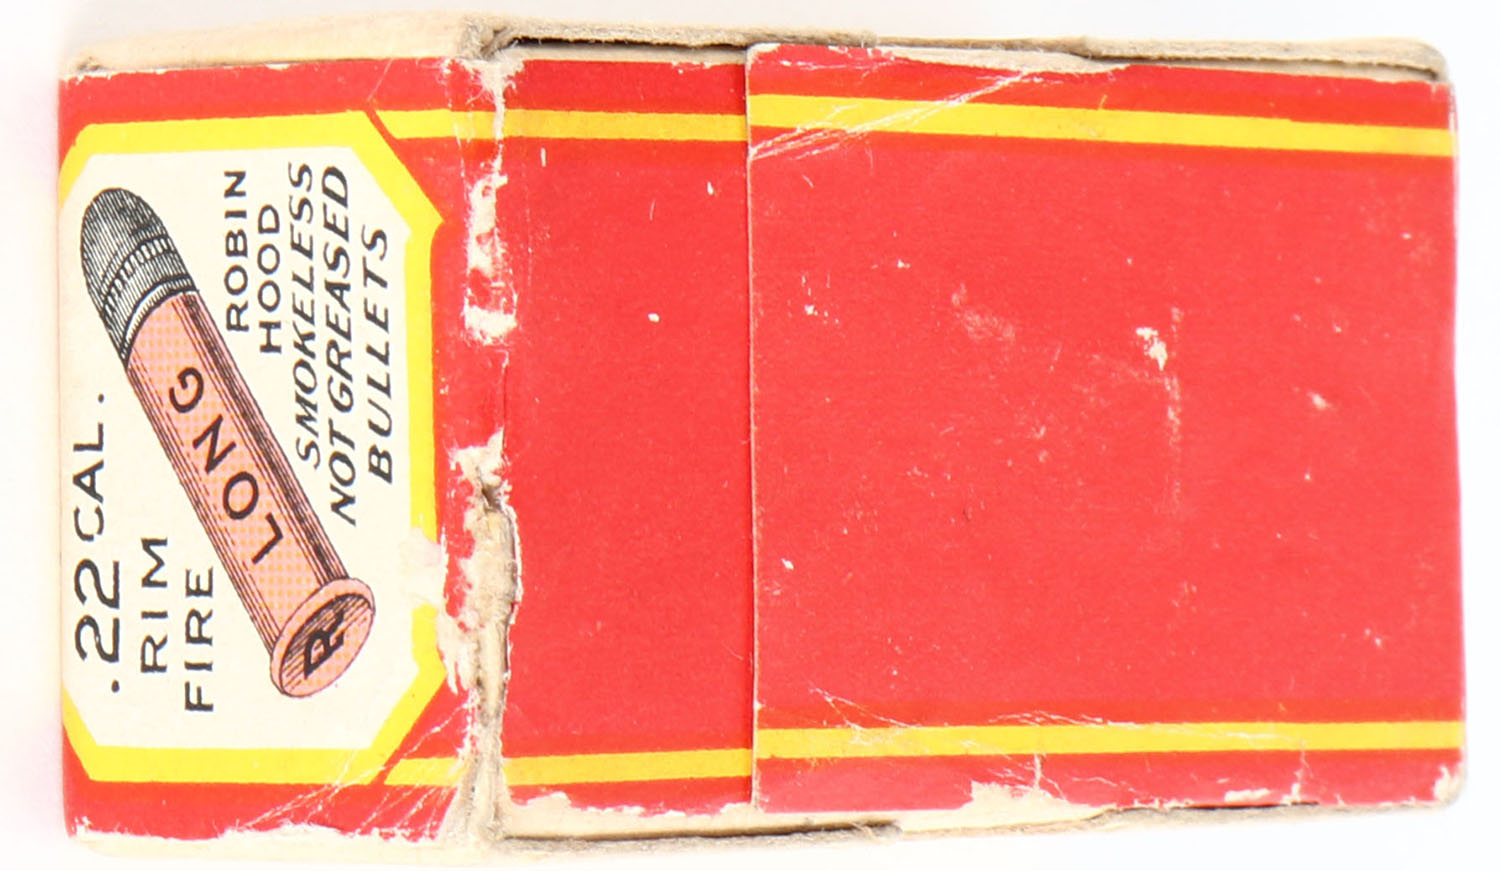 .22 CAL.
RIM
FIRE
LONG
R
ROBIN
HOOD
SMOKELESS
NOT GREASED
BULLETS